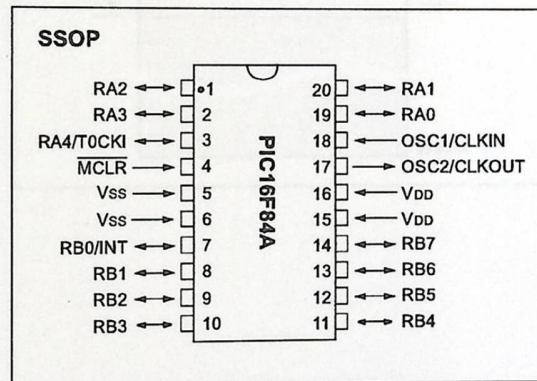 SSOP
RA2 1 20 RA1
RA3 2 19 RA0
RA4/T0CKI 3 18 OSC1/CLKIN
MCLR 4 17 OSC2/CLKOUT
Vss 5 16 VDD
Vss 6 15 VDD
RB0/INT 7 14 RB7
RB1 8 13 RB6
RB2 9 12 RB5
RB3 10 11 RB4
PIC16F84A